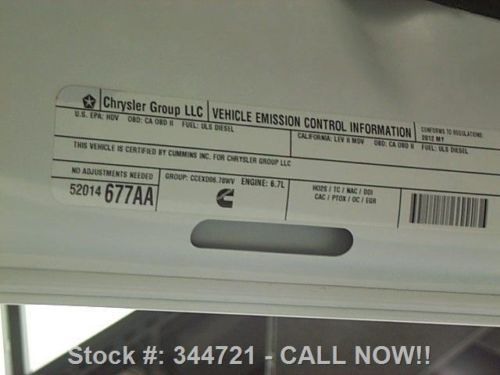 Chrysler Group LLC VEHICLE EMISSION CONTROL INFORMATION CONFORMS TO REGULATIONS:
2012 MY
U.S. EPA: HDV OBD: CA OBD II FUEL: ULS DIESEL CALIFORNIA: LEV II MDV OBD: CA OBD II FUEL: ULS DIESEL
THIS VEHICLE IS CERTIFIED BY CUMMINS INC. FOR CHRYSLER GROUP LLC
NO ADJUSTMENTS NEEDED GROUP: CCEXD06.78WV ENGINE: 6.7L HO2S / TC / NAC / DDI
52014 677AA CAC / PTOX / OC / EGR
Stock #: 344721 - CALL NOW!!